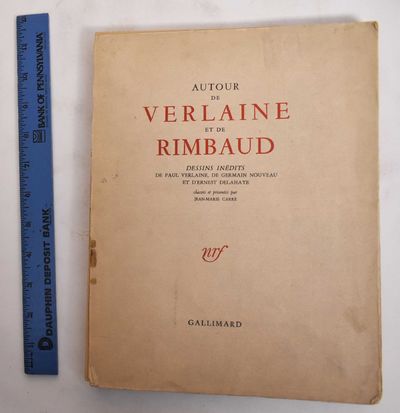 AUTOUR
DE
VERLAINE
ET DE
RIMBAUD
DESSINS INÉDITS
DE PAUL VERLAINE, DE GERMAIN NOUVEAU
ET D'ERNEST DELAHAYE
classés et présentés par
JEAN-MARIE CARRÉ
nrf
GALLIMARD
BANK OF PENNSYLVANIA
DAUPHIN DEPOSIT BANK